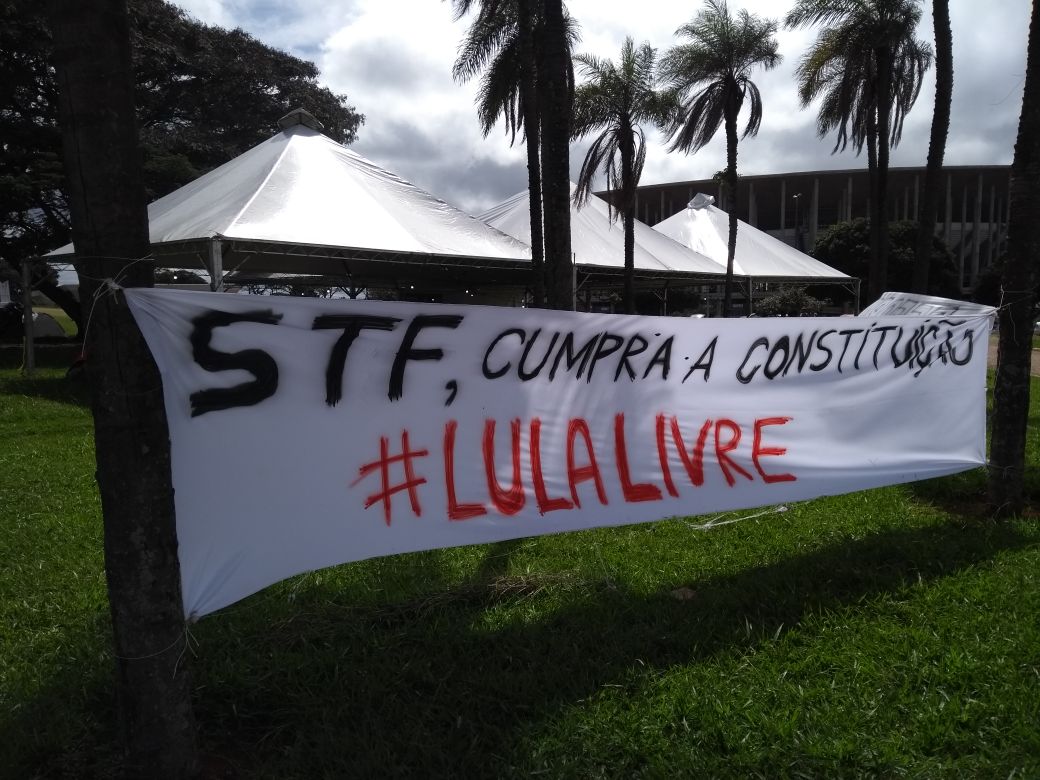 STF, CUMPRA A CONSTITUIÇÃO
#LULALIVRE